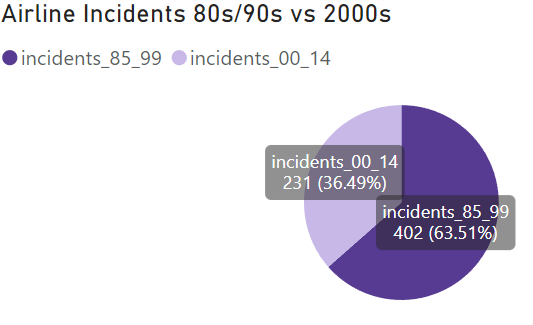 Airline Incidents 80s/90s vs 2000s
incidents_85_99 incidents_00_14
incidents_00_14
231 (36.49%)
incidents_85_99
402 (63.51%)